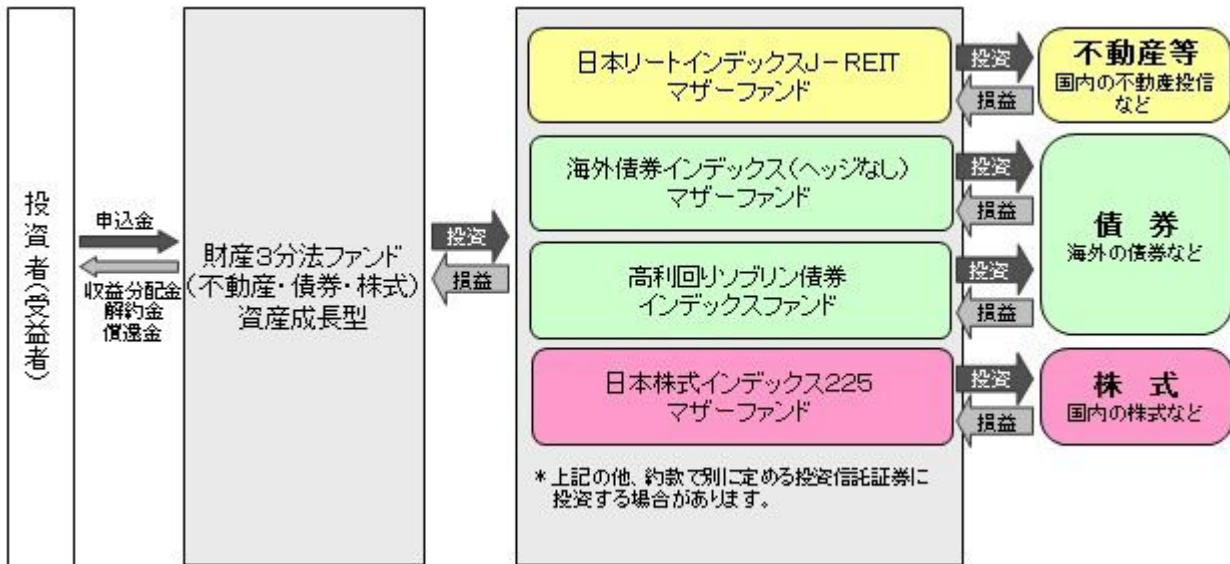 投資者(受益者)
申込金
収益分配金
解約金
償還金
財産3分法ファンド
(不動産・債券・株式)
資産成長型
投資
損益
日本リートインデックスJ-REIT
マザーファンド
投資
損益
不動産等
国内の不動産投信
など
海外債券インデックス(ヘッジなし)
マザーファンド
投資
損益
債 券
海外の債券など
高利回りソブリン債券
インデックスファンド
投資
損益
日本株式インデックス225
マザーファンド
投資
損益
株 式
国内の株式など
*上記の他、約款で別に定める投資信託証券に
投資する場合があります。